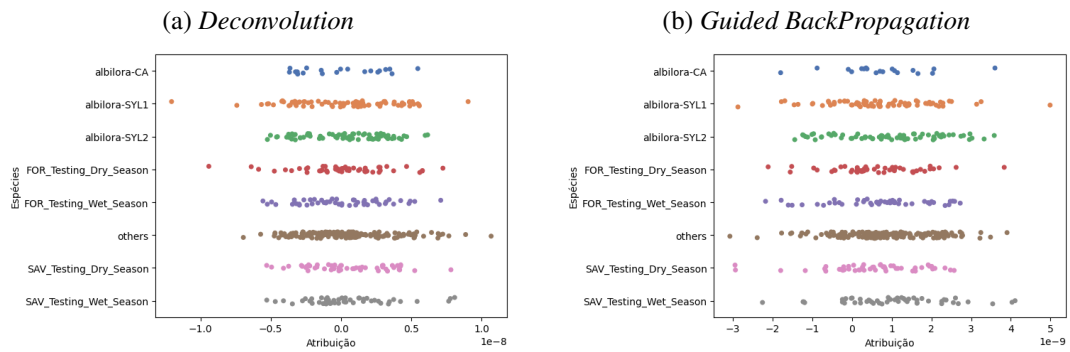 (a) Deconvolution
albilora-CA
albilora-SYL1
albilora-SYL2
FOR_Testing_Dry_Season
FOR_Testing_Wet_Season
others
SAV_Testing_Dry_Season
SAV_Testing_Wet_Season
Espécies
−1.0 −0.5 0.0 0.5 1.0
1e−8
Atribuição
(b) Guided BackPropagation
albilora-CA
albilora-SYL1
albilora-SYL2
FOR_Testing_Dry_Season
FOR_Testing_Wet_Season
others
SAV_Testing_Dry_Season
SAV_Testing_Wet_Season
Espécies
−3 −2 −1 0 1 2 3 4 5
1e−9
Atribuição